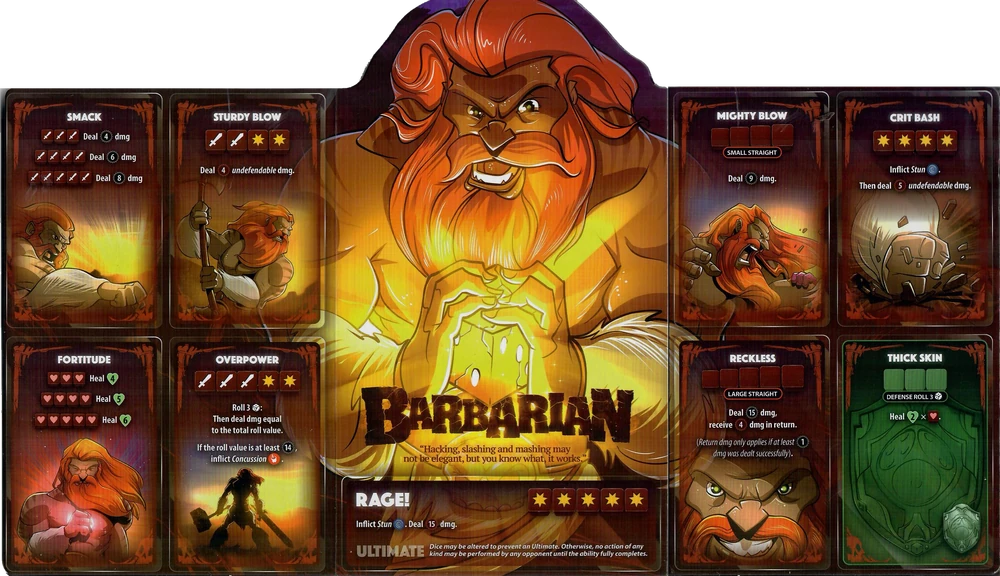 SMACK
Deal 4 dmg
Deal 6 dmg
Deal 8 dmg
STURDY BLOW
Deal 4 undefendable dmg.
MIGHTY BLOW
SMALL STRAIGHT
Deal 9 dmg.
CRIT BASH
Inflict Stun .
Then deal 5 undefendable dmg.
FORTITUDE
Heal 4
Heal 5
Heal 6
OVERPOWER
Roll 3 :
Then deal dmg equal
to the total roll value.
If the roll value is at least 14 ,
inflict Concussion .
BARBARIAN
"Hacking, slashing and mashing may
not be elegant, but you know what, it works."
RAGE!
Inflict Stun . Deal 15 dmg.
ULTIMATE
Dice may be altered to prevent an Ultimate. Otherwise, no action of any
kind may be performed by any opponent until the ability fully completes.
RECKLESS
LARGE STRAIGHT
Deal 15 dmg,
receive 4 dmg in return.
(Return dmg only applies if at least 1
dmg was dealt successfully).
THICK SKIN
DEFENSE ROLL 3
Heal 2 × .